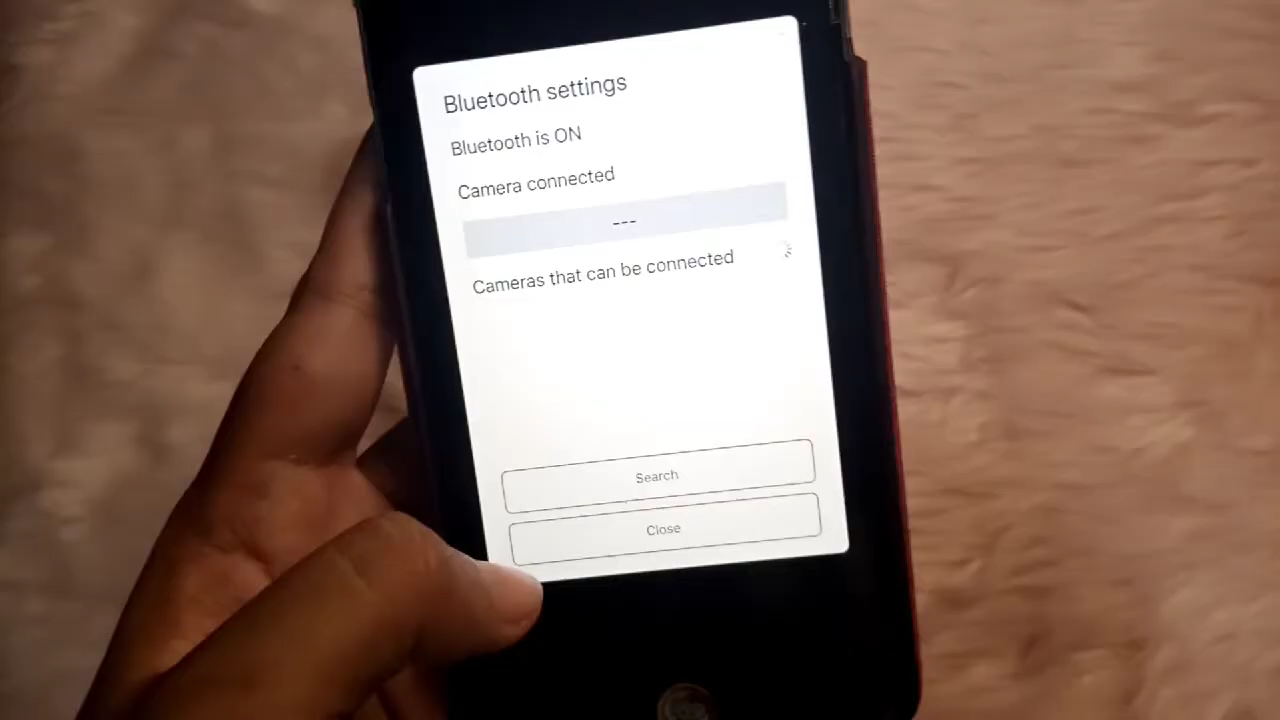 Bluetooth settings
Bluetooth is ON
Camera connected
---
Cameras that can be connected
Search
Close